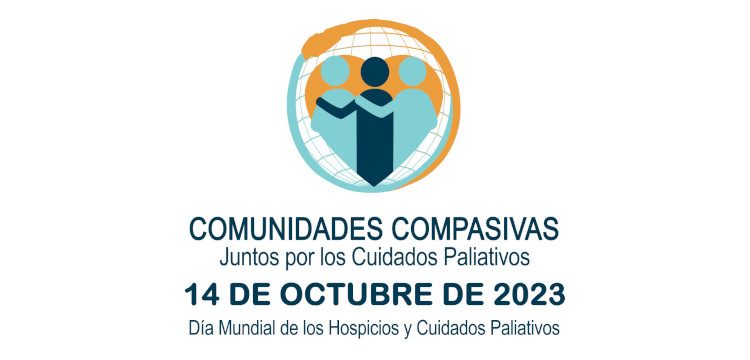 COMUNIDADES COMPASIVAS
Juntos por los Cuidados Paliativos
14 DE OCTUBRE DE 2023
Día Mundial de los Hospicios y Cuidados Paliativos